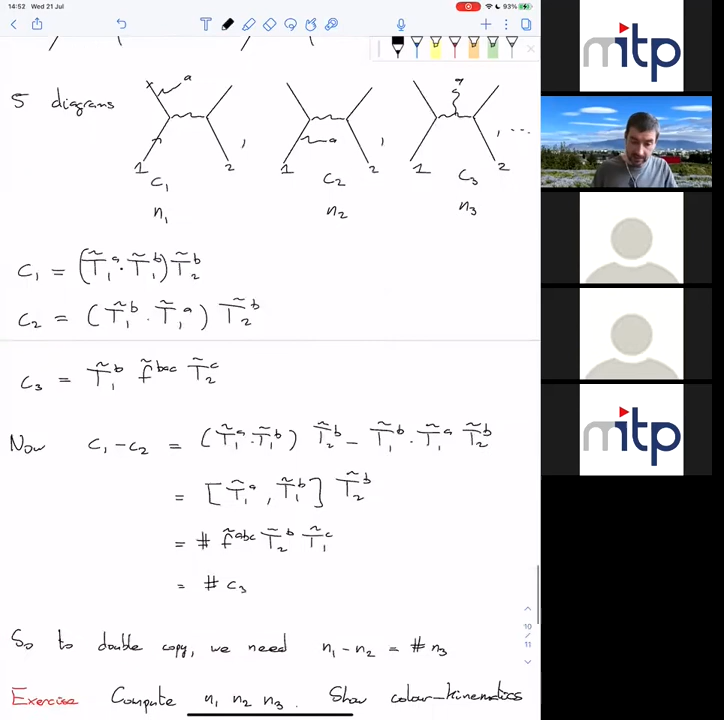 14:52 Wed 21 Jul
93%
5 diagrams
a
a
a
1 2 , 1 2 , 1 2 , ...
C₁ C₂ C₃
n₁ n₂ n₃
C₁ = (T̃₁ᵃ · T̃₁ᵇ) T̃₂ᵇ
C₂ = (T̃₁ᵇ · T̃₁ᵃ) T̃₂ᵇ
C₃ = T̃₁ᵇ f̃ᵇᵃᶜ T̃₂ᶜ
Now C₁ - C₂ = (T̃₁ᵃ · T̃₁ᵇ) T̃₂ᵇ - T̃₁ᵇ · T̃₁ᵃ T̃₂ᵇ
= [T̃₁ᵃ, T̃₁ᵇ] T̃₂ᵇ
= # f̃ᵃᵇᶜ T̃₂ᵇ T̃₁ᶜ
= # C₃
So to double copy, we need n₁ - n₂ = # n₃
Exercise Compute n₁ n₂ n₃. Show colour-kinematics
10
/
11
mitp
mitp